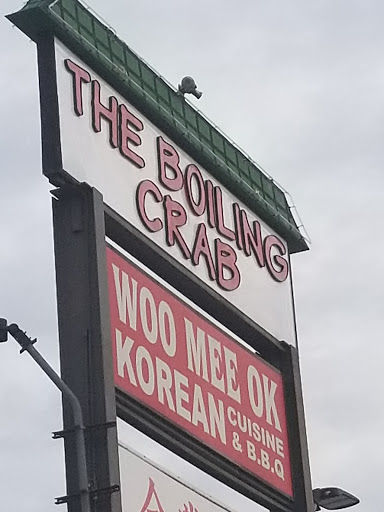 THE BOILING
CRAB
WOO MEE OK
KOREAN CUISINE
& B.B.Q